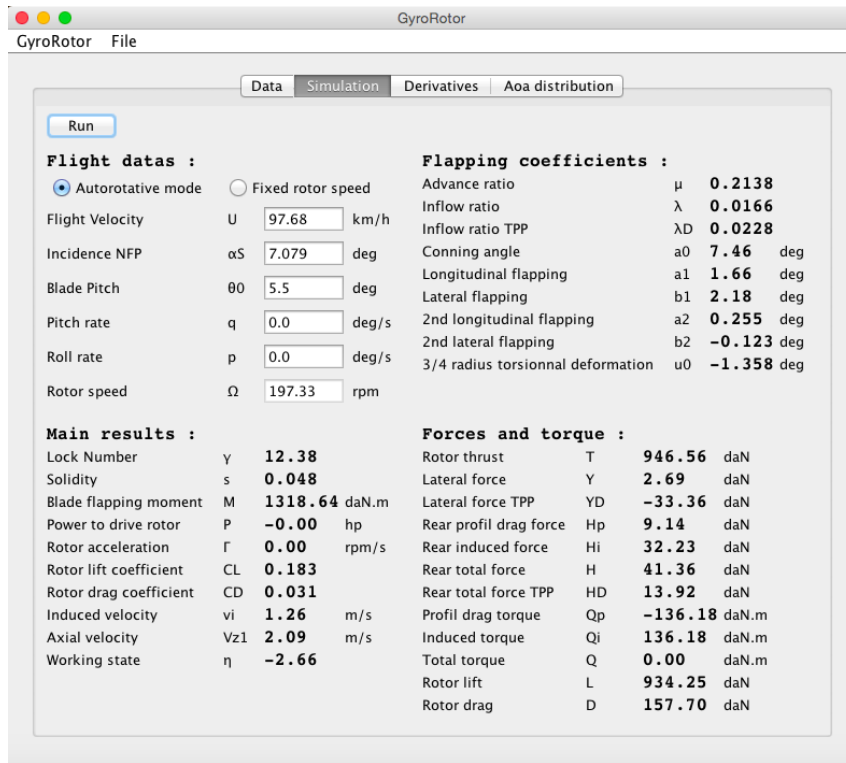 GyroRotor
GyroRotor File
Data Simulation Derivatives Aoa distribution
Run
Flight datas :
Autorotative mode Fixed rotor speed
Flight Velocity U 97.68 km/h
Incidence NFP αS 7.079 deg
Blade Pitch θ0 5.5 deg
Pitch rate q 0.0 deg/s
Roll rate p 0.0 deg/s
Rotor speed Ω 197.33 rpm
Flapping coefficients :
Advance ratio μ 0.2138
Inflow ratio λ 0.0166
Inflow ratio TPP λD 0.0228
Conning angle a0 7.46 deg
Longitudinal flapping a1 1.66 deg
Lateral flapping b1 2.18 deg
2nd longitudinal flapping a2 0.255 deg
2nd lateral flapping b2 -0.123 deg
3/4 radius torsionnal deformation u0 -1.358 deg
Main results :
Lock Number γ 12.38
Solidity s 0.048
Blade flapping moment M 1318.64 daN.m
Power to drive rotor P -0.00 hp
Rotor acceleration Γ 0.00 rpm/s
Rotor lift coefficient CL 0.183
Rotor drag coefficient CD 0.031
Induced velocity vi 1.26 m/s
Axial velocity Vz1 2.09 m/s
Working state η -2.66
Forces and torque :
Rotor thrust T 946.56 daN
Lateral force Y 2.69 daN
Lateral force TPP YD -33.36 daN
Rear profil drag force Hp 9.14 daN
Rear induced force Hi 32.23 daN
Rear total force H 41.36 daN
Rear total force TPP HD 13.92 daN
Profil drag torque Qp -136.18 daN.m
Induced torque Qi 136.18 daN.m
Total torque Q 0.00 daN.m
Rotor lift L 934.25 daN
Rotor drag D 157.70 daN